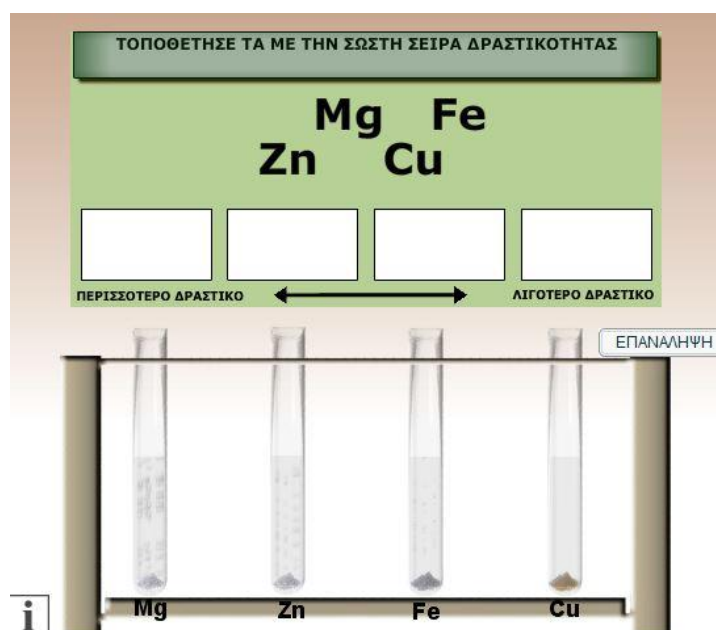 ΤΟΠΟΘΕΤΗΣΕ ΤΑ ΜΕ ΤΗΝ ΣΩΣΤΗ ΣΕΙΡΑ ΔΡΑΣΤΙΚΟΤΗΤΑΣ
Mg Fe
Zn Cu
ΠΕΡΙΣΣΟΤΕΡΟ ΔΡΑΣΤΙΚΟ ΛΙΓΟΤΕΡΟ ΔΡΑΣΤΙΚΟ
ΕΠΑΝΑΛΗΨΗ
Mg Zn Fe Cu
i